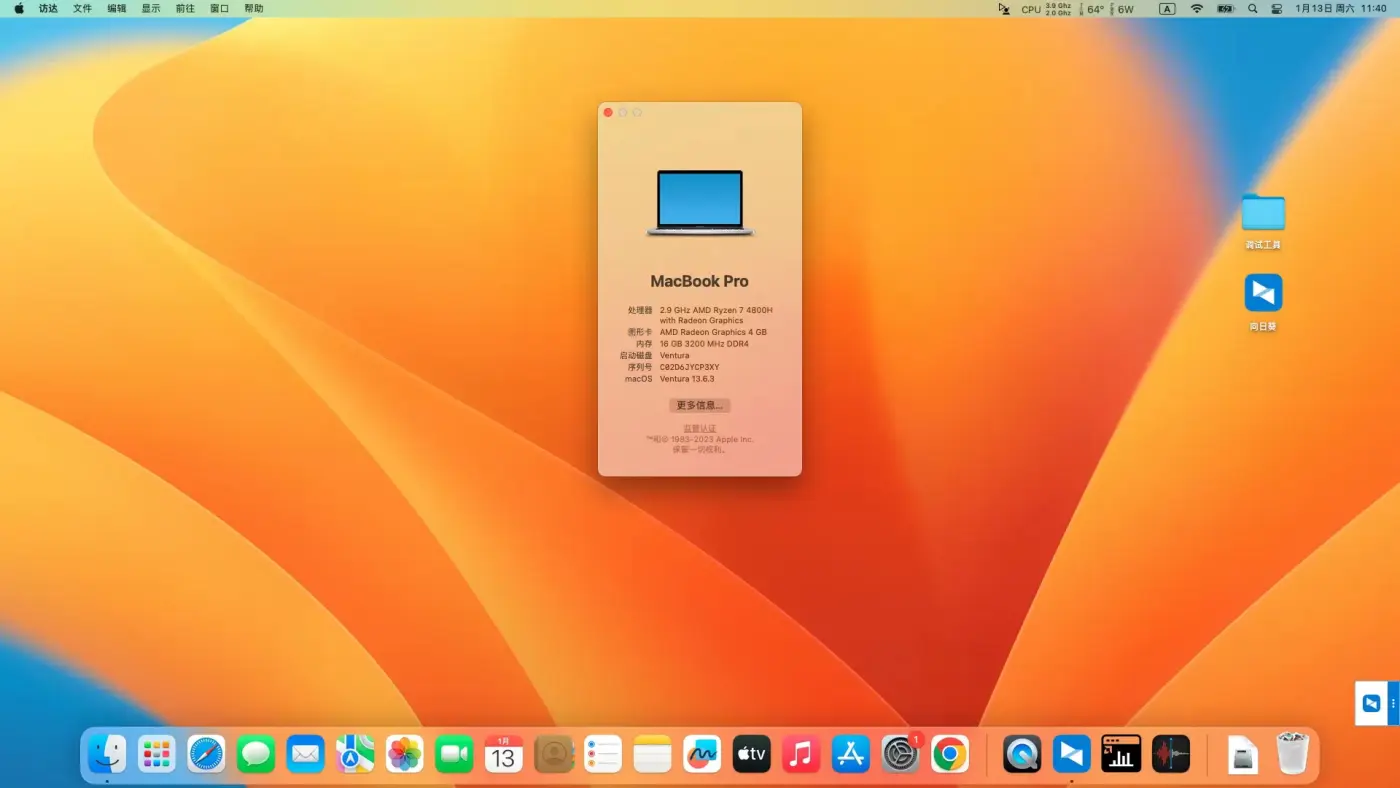 访达 文件 编辑 显示 前往 窗口 帮助
CPU 3.9 Ghz 2.0 Ghz 64° 6W A 1月13日 周六 11:40
MacBook Pro
处理器 2.9 GHz AMD Ryzen 7 4800H
with Radeon Graphics
图形卡 AMD Radeon Graphics 4 GB
内存 16 GB 3200 MHz DDR4
启动磁盘 Ventura
序列号 C02D6JYCP3XY
macOS Ventura 13.6.3
更多信息...
监管认证
™和© 1983-2023 Apple Inc.
保留一切权利。
调试工具
向日葵
1月
13
tv
1